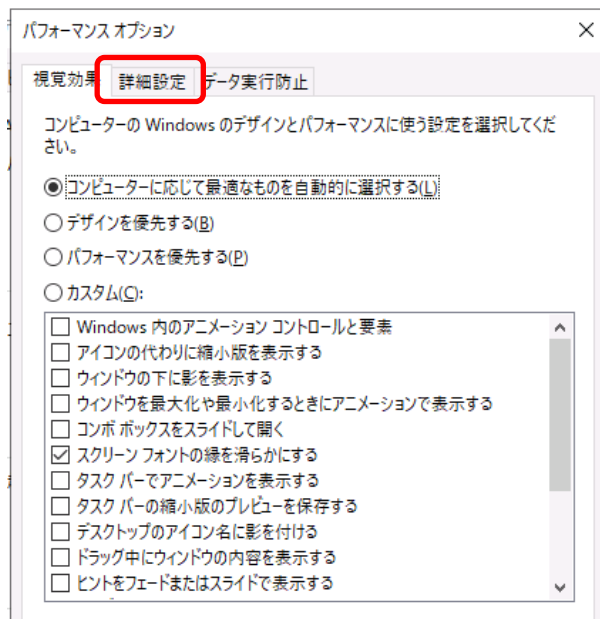 パフォーマンス オプション
視覚効果 詳細設定 データ実行防止
コンピューターの Windows のデザインとパフォーマンスに使う設定を選択してくだ
さい。
コンピューターに応じて最適なものを自動的に選択する(L)
デザインを優先する(B)
パフォーマンスを優先する(P)
カスタム(C):
Windows 内のアニメーション コントロールと要素
アイコンの代わりに縮小版を表示する
ウィンドウの下に影を表示する
ウィンドウを最大化や最小化するときにアニメーションで表示する
コンボ ボックスをスライドして開く
スクリーン フォントの縁を滑らかにする
タスク バーでアニメーションを表示する
タスク バーの縮小版のプレビューを保存する
デスクトップのアイコン名に影を付ける
ドラッグ中にウィンドウの内容を表示する
ヒントをフェードまたはスライドで表示する